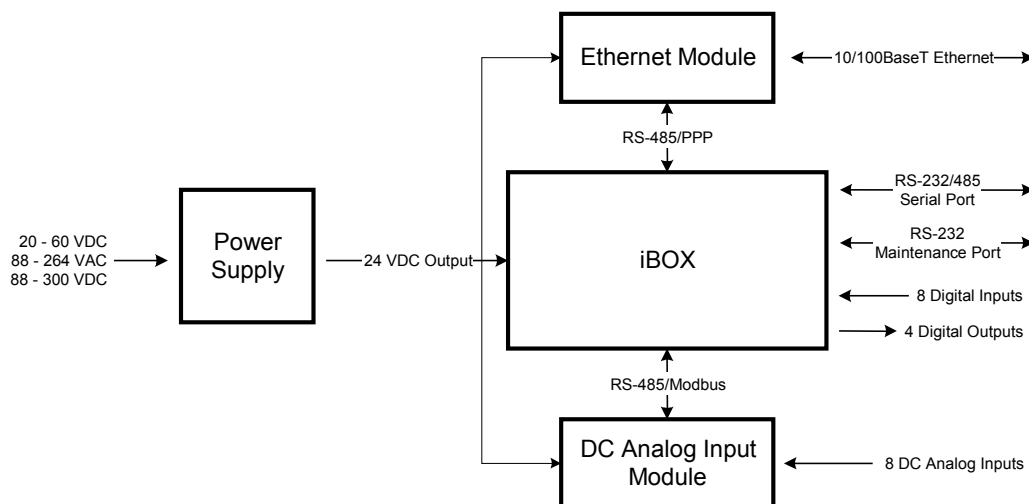 Ethernet Module
10/100BaseT Ethernet
RS-485/PPP
RS-232/485
Serial Port
20 - 60 VDC
88 - 264 VAC
88 - 300 VDC
Power
Supply
24 VDC Output
iBOX
RS-232
Maintenance Port
8 Digital Inputs
4 Digital Outputs
RS-485/Modbus
DC Analog Input
Module
8 DC Analog Inputs